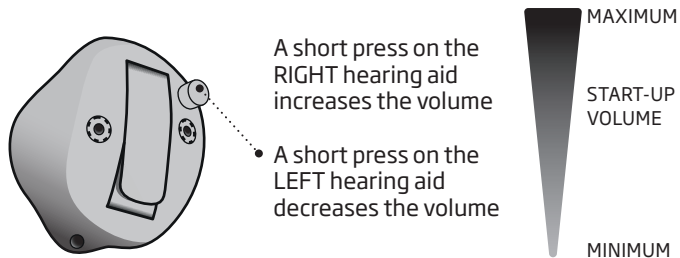 A short press on the
RIGHT hearing aid
increases the volume
A short press on the
LEFT hearing aid
decreases the volume
MAXIMUM
START-UP
VOLUME
MINIMUM